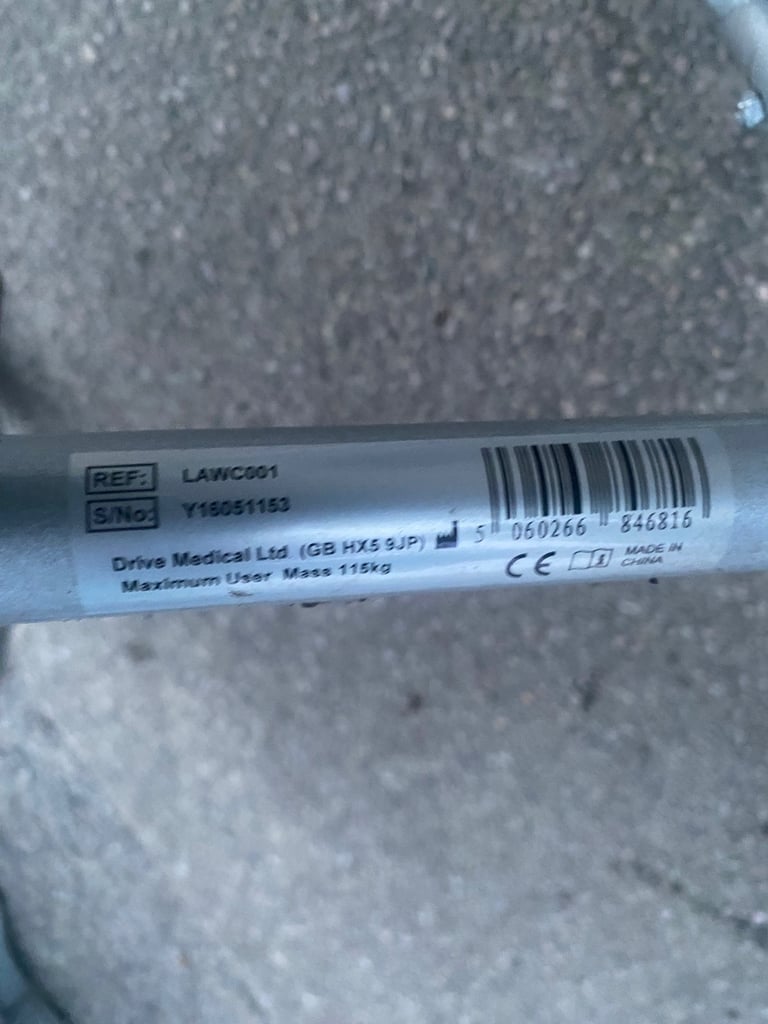 REF: LAWC001
S/No: Y16051153
Drive Medical Ltd (GB HX5 9JP)
Maximum User Mass 115kg
5 060266 846816
CE
MADE IN
CHINA